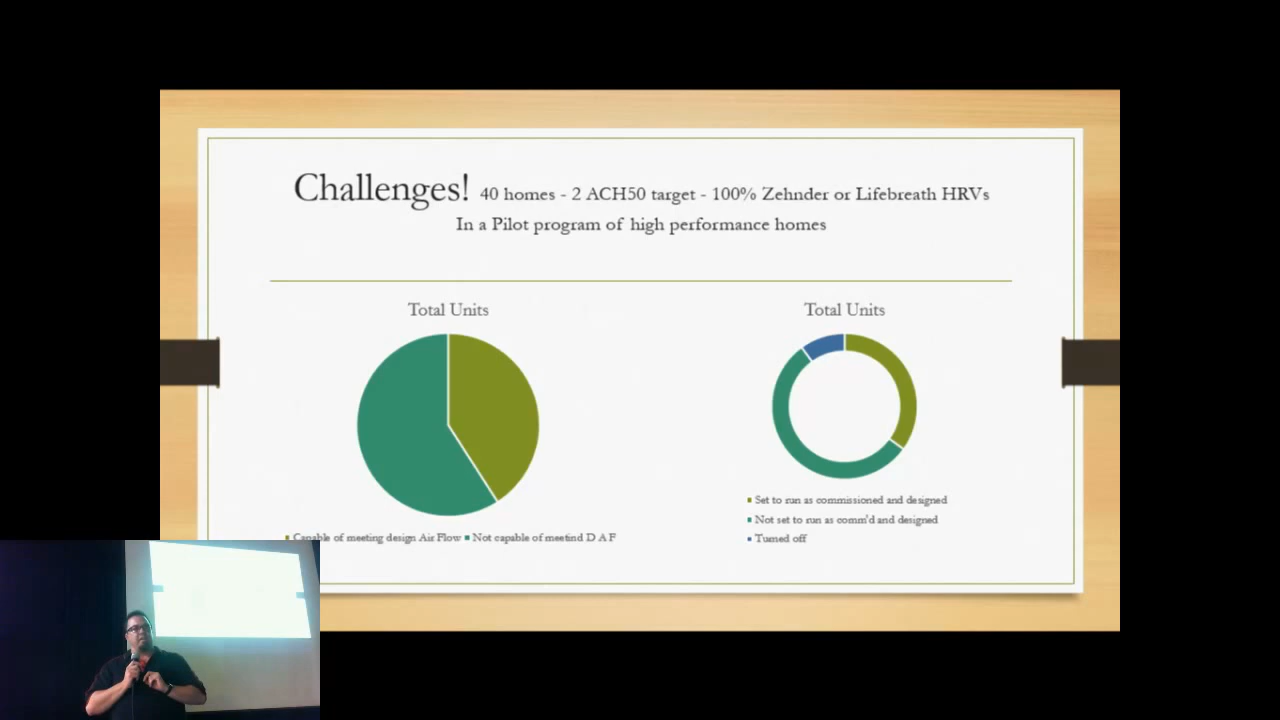 Challenges! 40 homes - 2 ACH50 target - 100% Zehnder or Lifebreath HRVs
In a Pilot program of high performance homes
Total Units
Capable of meeting design Air Flow Not capable of meetind D A F
Total Units
Set to run as commissioned and designed
Not set to run as comm'd and designed
Turned off